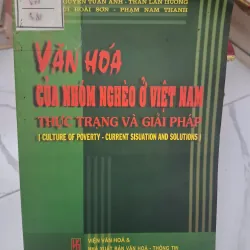 NGUYỄN TUẤN ANH - TRẦN LAN HƯƠNG
HOÀI SƠN - PHẠM NAM THANH
VĂN HÓA
CỦA NHÓM NGHÈO Ở VIỆT NAM
THỰC TRẠNG VÀ GIẢI PHÁP
( CULTURE OF POVERTY - CURRENT SISUATION AND SOLUTIONS )
VIỆN VĂN HOÁ &
NHÀ XUẤT BẢN VĂN HOÁ - THÔNG TIN